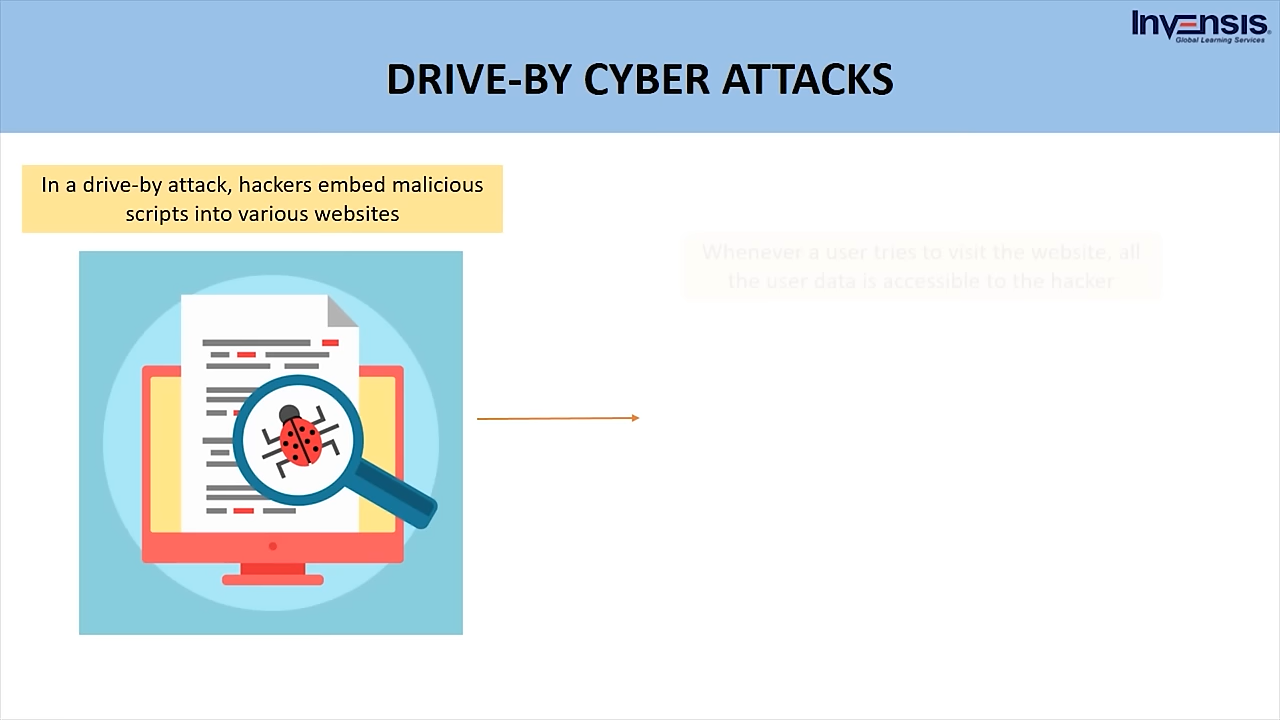 Invensis
Global Learning Services
DRIVE-BY CYBER ATTACKS
In a drive-by attack, hackers embed malicious
scripts into various websites
Whenever a user tries to visit the website, all
the user data is accessible to the hacker